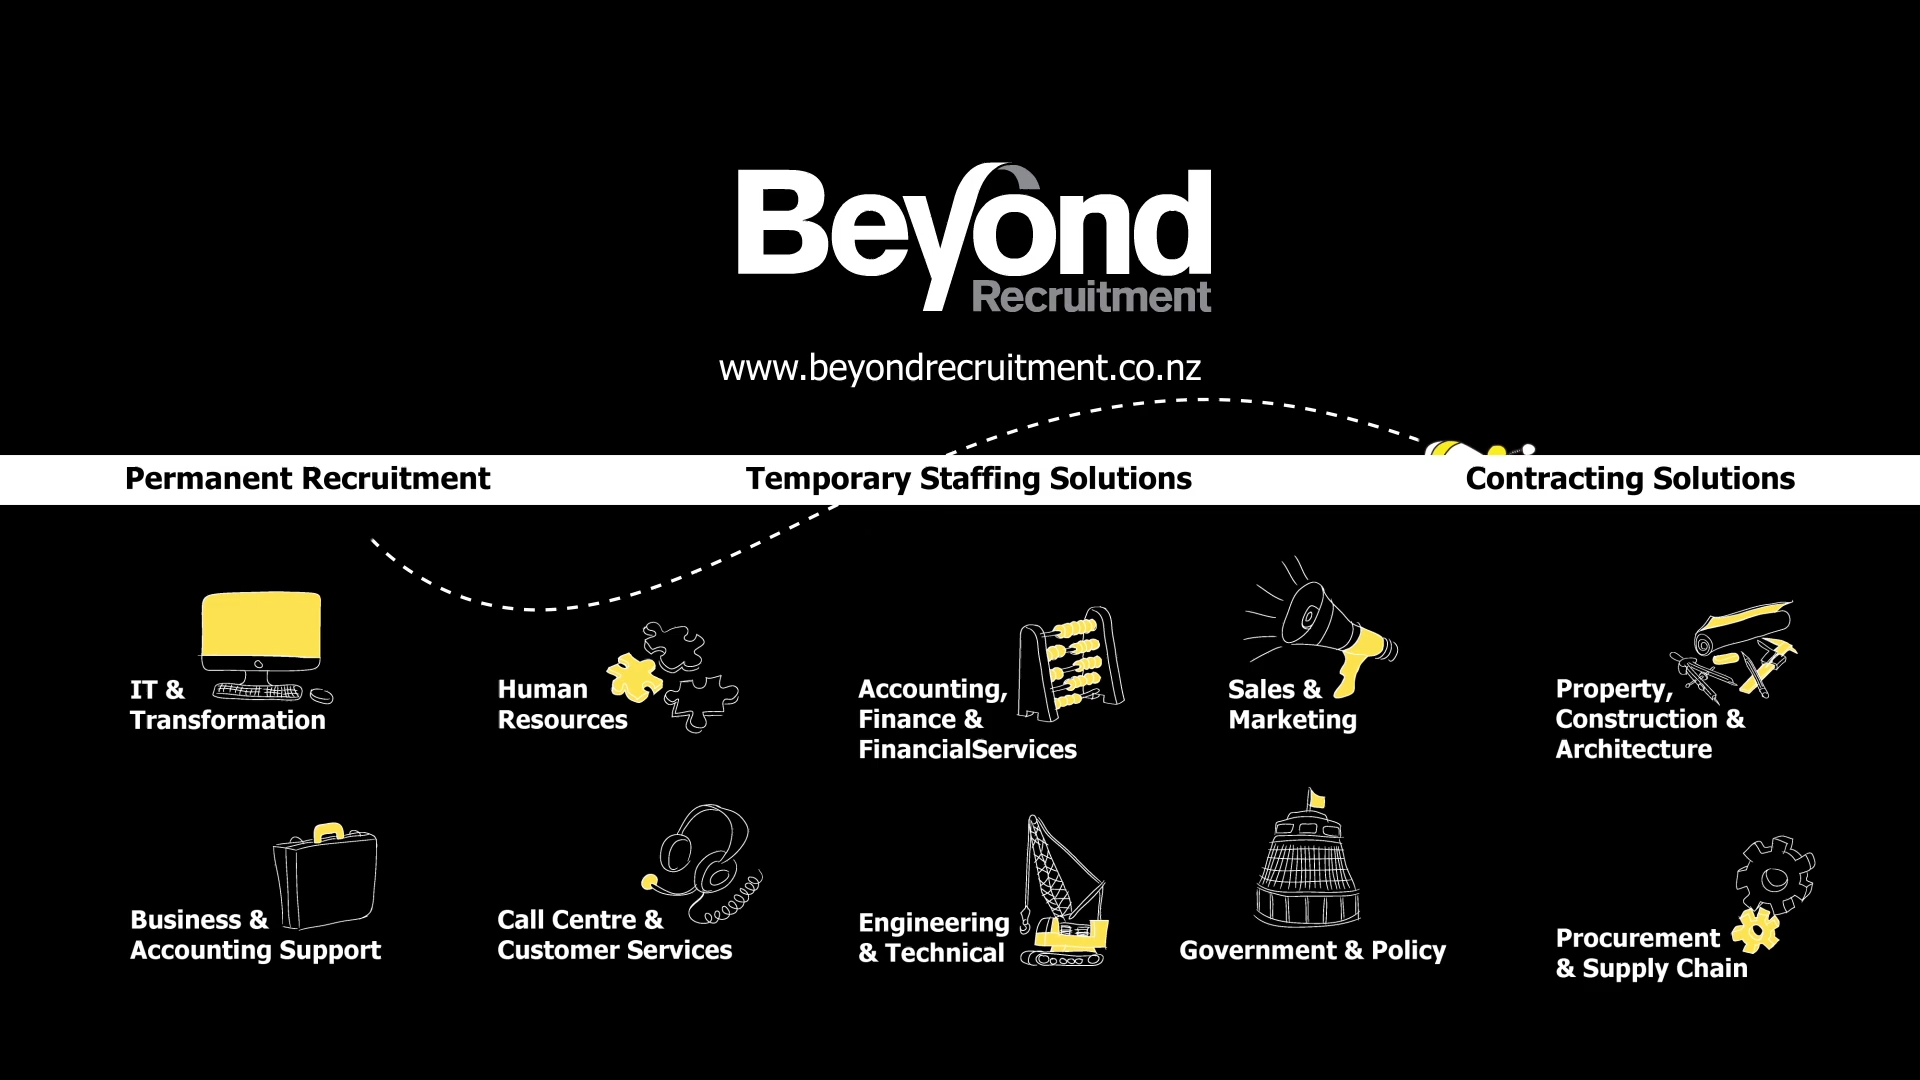 Beyond
Recruitment
www.beyondrecruitment.co.nz
Permanent Recruitment
Temporary Staffing Solutions
Contracting Solutions
IT &
Transformation
Human
Resources
Accounting,
Finance &
FinancialServices
Sales &
Marketing
Property,
Construction &
Architecture
Business &
Accounting Support
Call Centre &
Customer Services
Engineering
& Technical
Government & Policy
Procurement
& Supply Chain